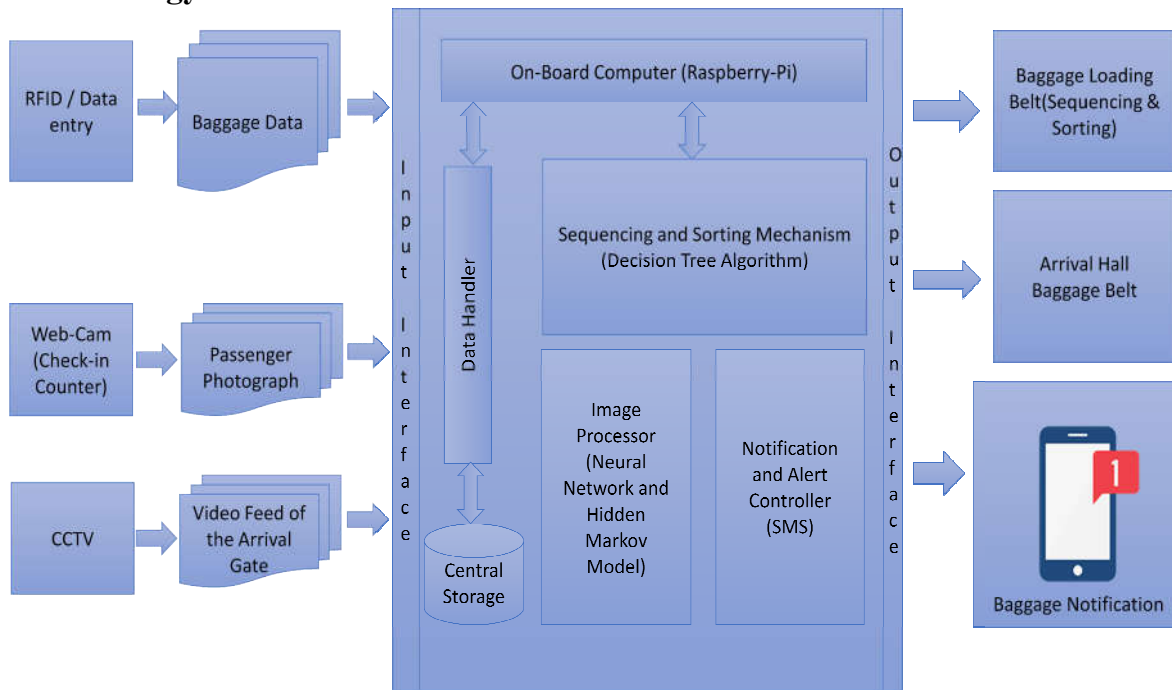 gy
RFID / Data
entry
Baggage Data
Web-Cam
(Check-in
Counter)
Passenger
Photograph
CCTV
Video Feed of
the Arrival
Gate
Input Interface
On-Board Computer (Raspberry-Pi)
Data Handler
Central
Storage
Sequencing and Sorting Mechanism
(Decision Tree Algorithm)
Image
Processor
(Neural
Network and
Hidden
Markov
Model)
Notification
and Alert
Controller
(SMS)
Output Interface
Baggage Loading
Belt(Sequencing &
Sorting)
Arrival Hall
Baggage Belt
1
Baggage Notification